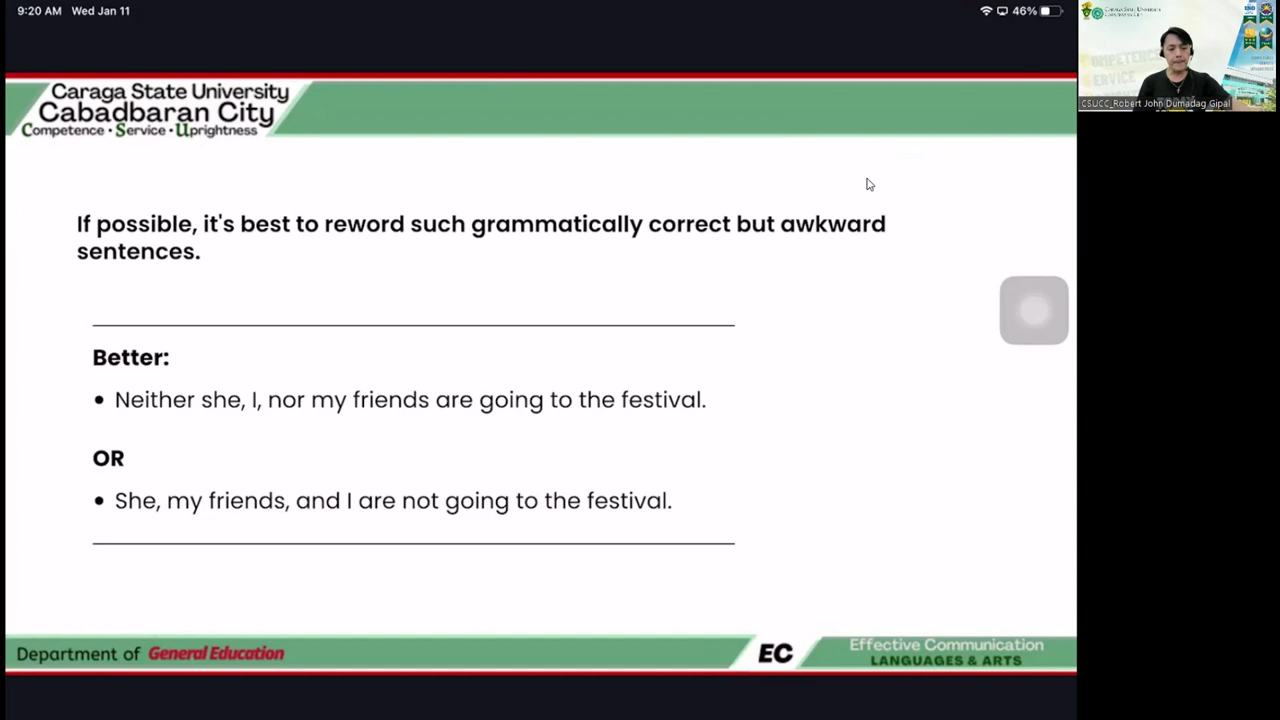 9:20 AM Wed Jan 11
46%
Caraga State University
Cabadbaran City
Competence • Service • Uprightness
If possible, it's best to reword such grammatically correct but awkward
sentences.
Better:
• Neither she, I, nor my friends are going to the festival.
OR
• She, my friends, and I are not going to the festival.
Department of General Education
EC
Effective Communication
LANGUAGES & ARTS
CSUCC_Robert John Dumadag Gipal